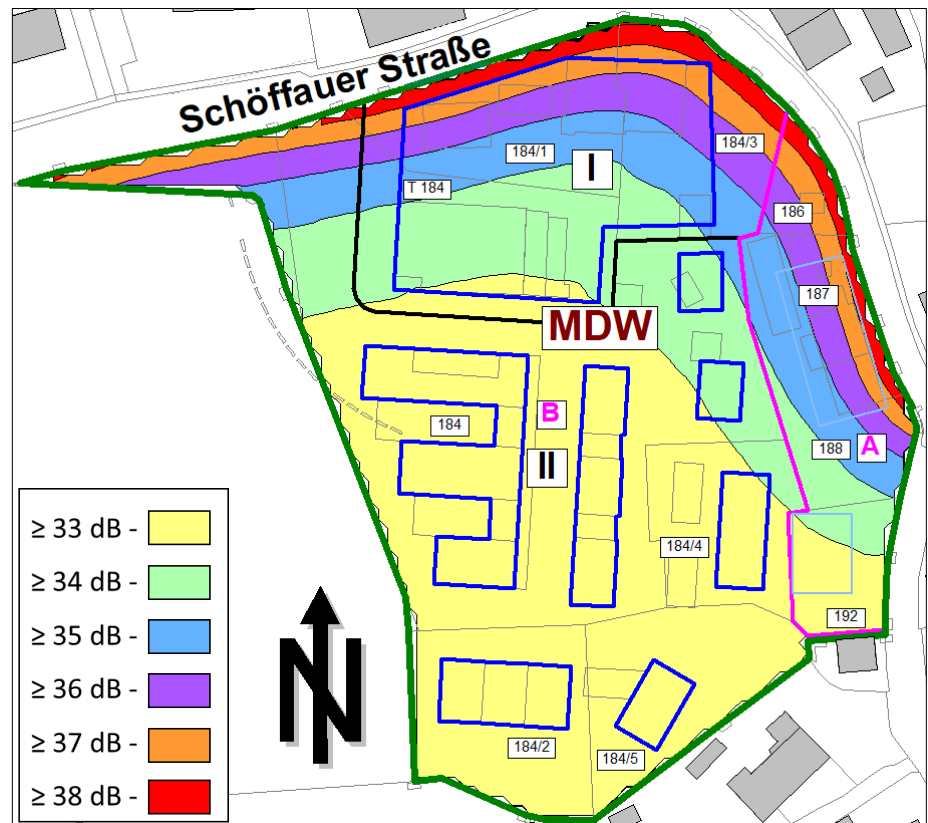 Schöffauer Straße
184/3
184/1
I
T 184
186
187
MDW
B
184
188
A
II
184/4
192
184/2
184/5
N
≥ 33 dB -
≥ 34 dB -
≥ 35 dB -
≥ 36 dB -
≥ 37 dB -
≥ 38 dB -